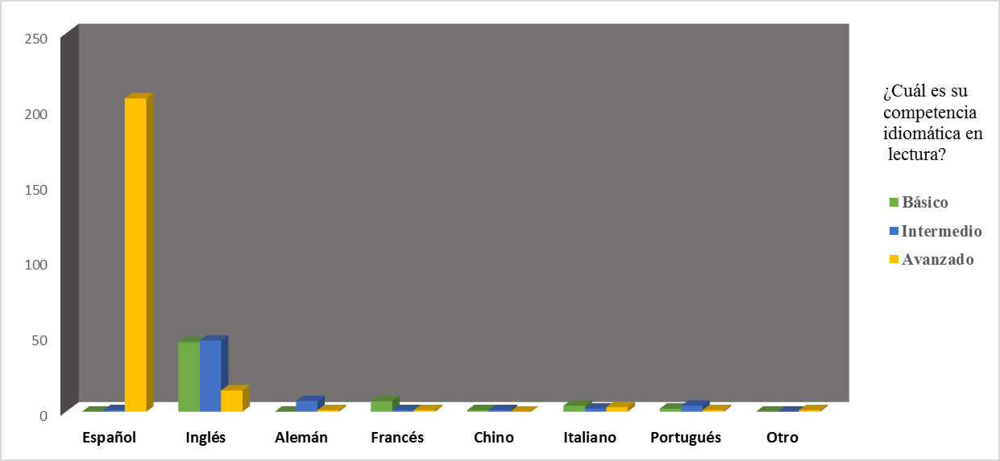 250
200
150
100
50
0
Español Inglés Alemán Francés Chino Italiano Portugués Otro
¿Cuál es su
competencia
idiomática en
lectura?
Básico
Intermedio
Avanzado